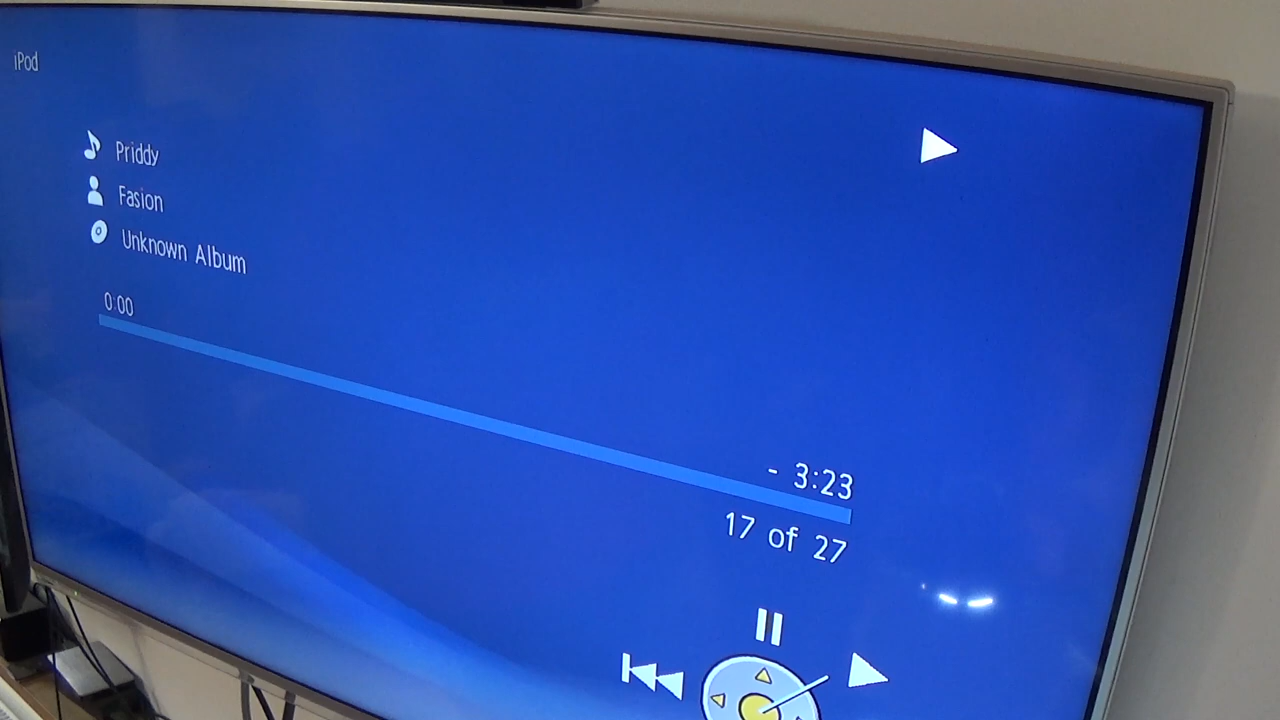 iPod
Priddy
Fasion
Unknown Album
0:00
- 3:23
17 of 27